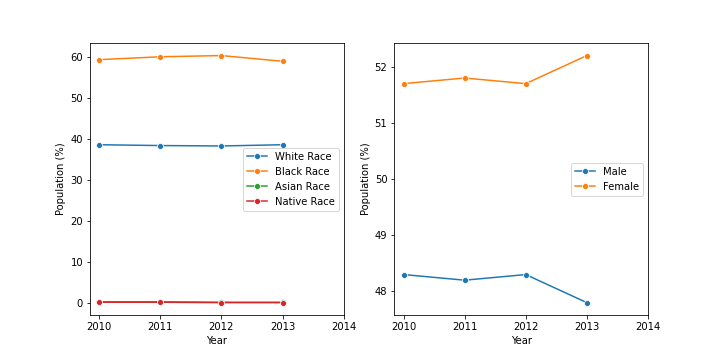 60
50
40
30
20
10
0
Population (%)
2010 2011 2012 2013 2014
Year
White Race
Black Race
Asian Race
Native Race
52
51
50
49
48
Population (%)
2010 2011 2012 2013 2014
Year
Male
Female